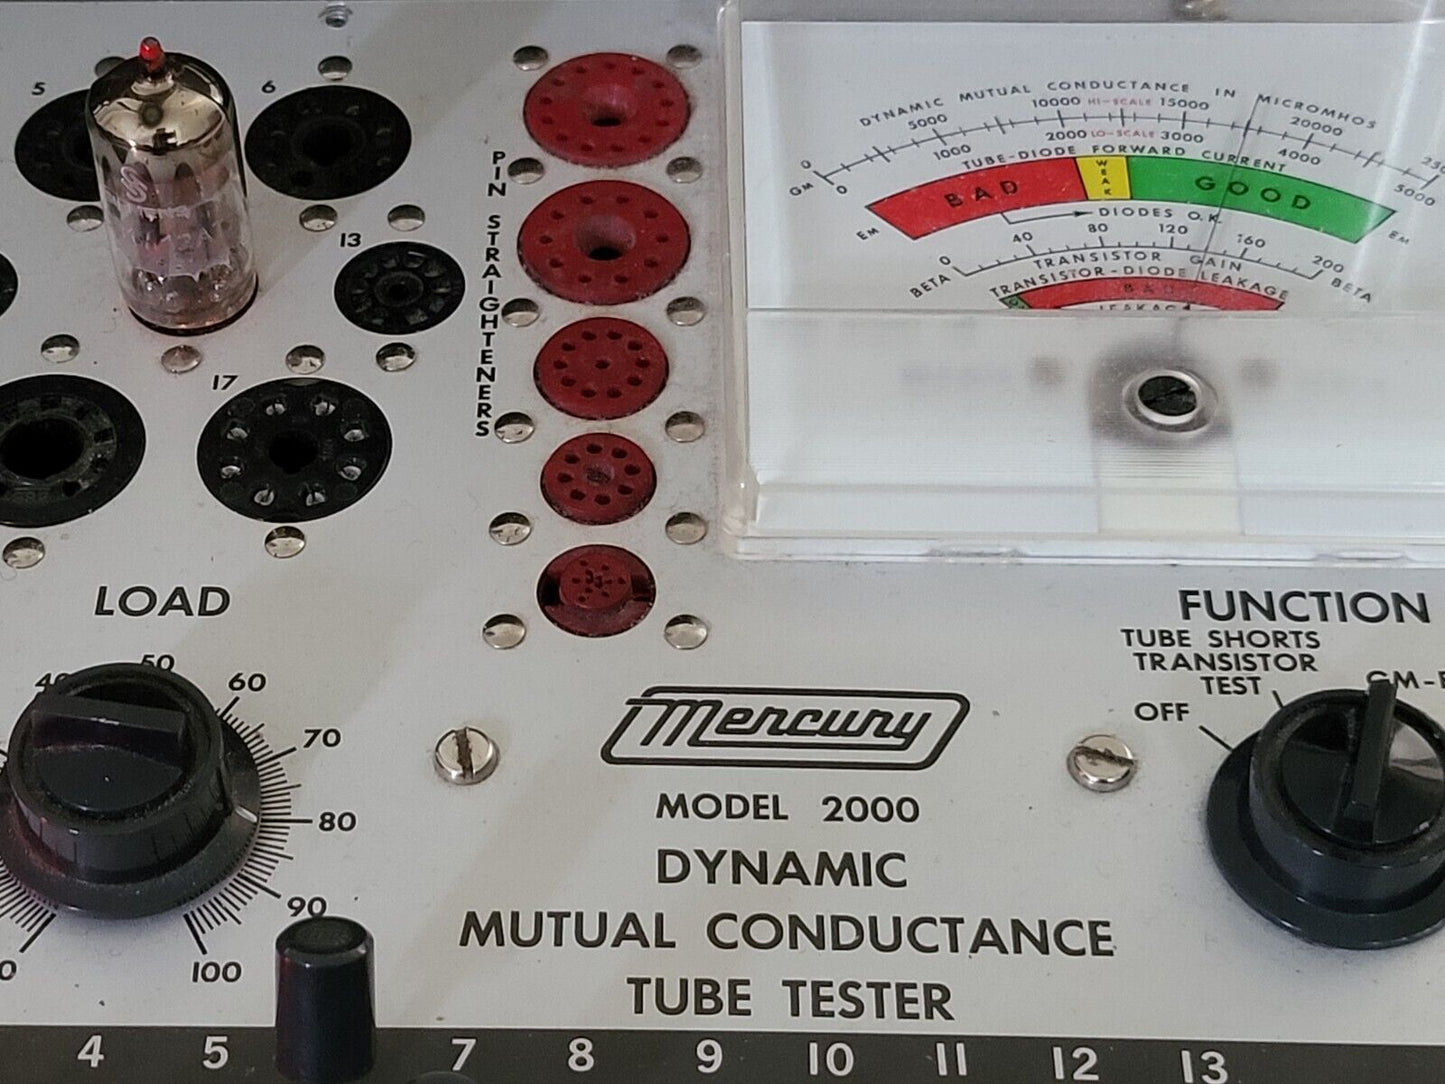 5
6
13
17
PIN STRAIGHTENERS
DYNAMIC MUTUAL CONDUCTANCE IN MICROMHOS
0 5000 10000 HI-SCALE 15000 20000
GM
0 1000 2000 LO-SCALE 3000 4000 5000
TUBE-DIODE FORWARD CURRENT
BAD WEAK GOOD
EM EM
DIODES O.K.
BETA 0 40 80 120 160 200 BETA
TRANSISTOR GAIN
TRANSISTOR-DIODE LEAKAGE
BAD
LOAD
40 50 60 70 80 90 100
FUNCTION
TUBE SHORTS
TRANSISTOR
TEST
OFF
Mercury
MODEL 2000
DYNAMIC
MUTUAL CONDUCTANCE
TUBE TESTER
4 5 7 8 9 10 11 12 13